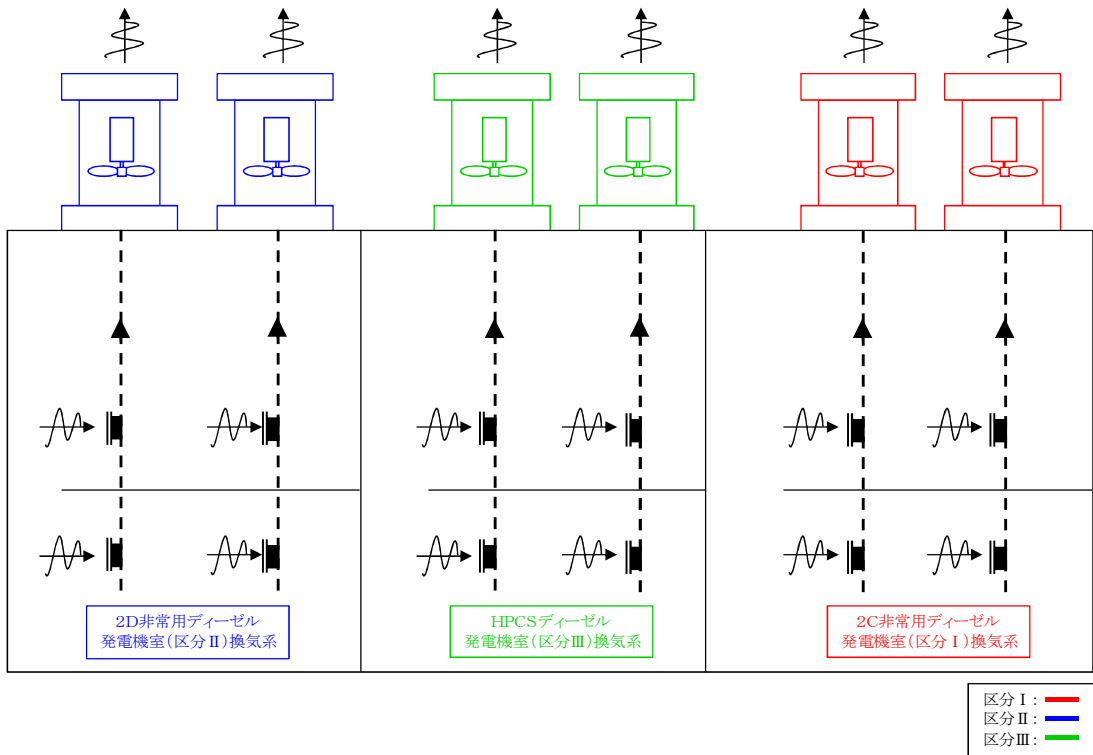 2D非常用ディーゼル
発電機室(区分Ⅱ)換気系
HPCSディーゼル
発電機室(区分Ⅲ)換気系
2C非常用ディーゼル
発電機室(区分Ⅰ)換気系
区分Ⅰ:
区分Ⅱ:
区分Ⅲ: